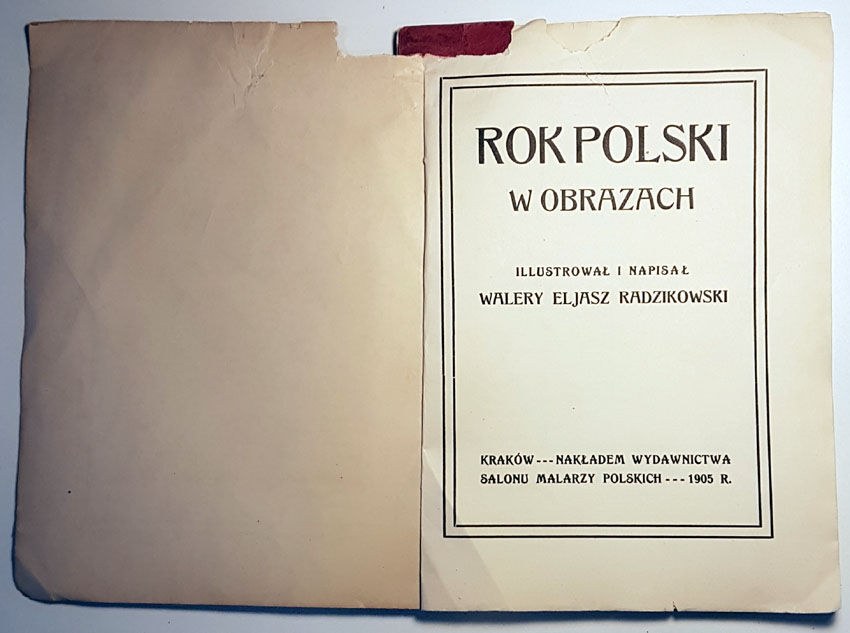 ROK POLSKI
W OBRAZACH
ILLUSTROWAŁ I NAPISAŁ
WALERY ELJASZ RADZIKOWSKI
KRAKÓW --- NAKŁADEM WYDAWNICTWA
SALONU MALARZY POLSKICH --- 1905 R.